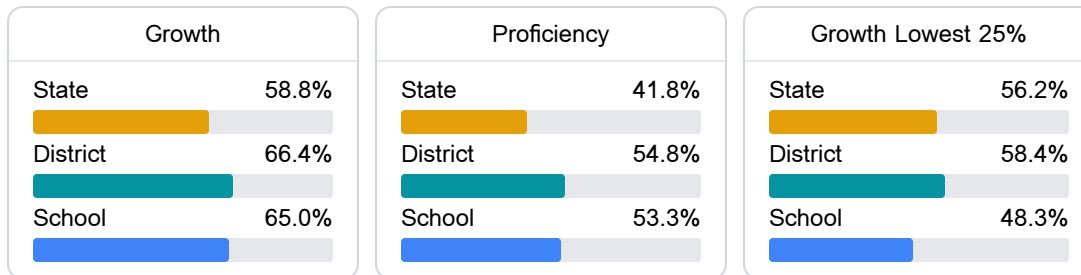 Growth
State 58.8%
District 66.4%
School 65.0%
Proficiency
State 41.8%
District 54.8%
School 53.3%
Growth Lowest 25%
State 56.2%
District 58.4%
School 48.3%